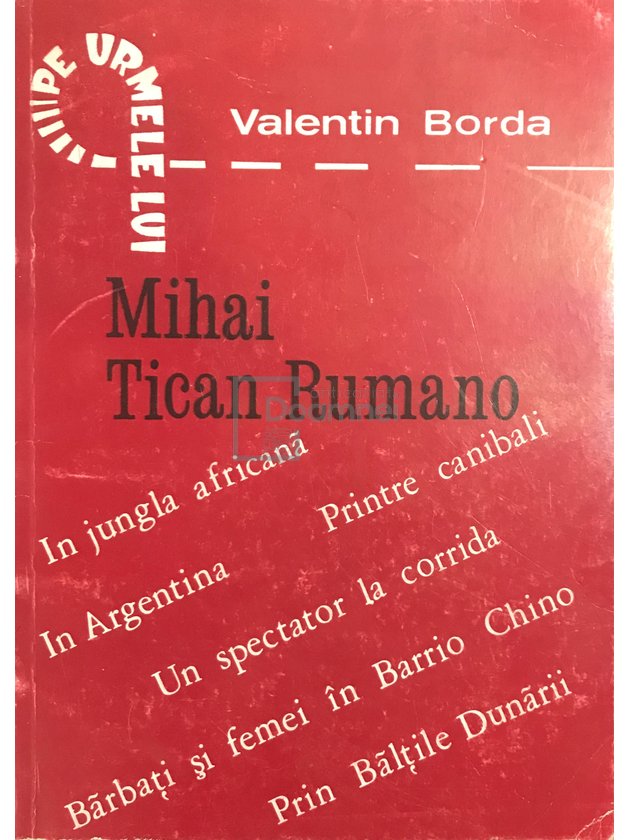 PE URMELE LUI
Valentin Borda
Mihai
Tican Rumano
In jungla africană
Printre canibali
In Argentina
Un spectator la corrida
Bărbați și femei în Barrio Chino
Prin Bălțile Dunării